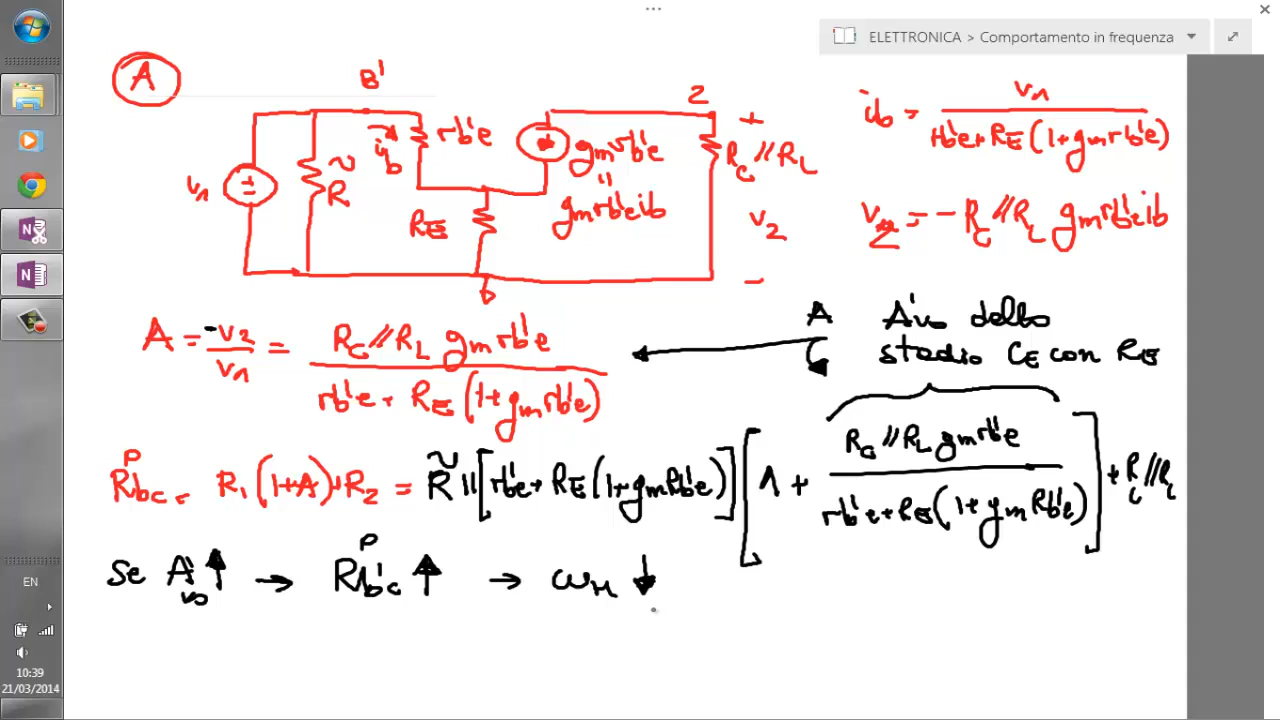 ELETTRONICA > Comportamento in frequenza
A
B'
ib
rb'e
gmvb'e
"
gmrb'eib
2
+
RC//RL
v2
-
v1
±
R̃
RE
ib = v1 / (rb'e+RE(1+gmrb'e))
v2 = - RC//RL gmrb'eib
A = -v2/v1 = RC//RL gmrb'e / (rb'e + RE(1+gmrb'e))
A A'vo dello
stadio CE con RE
Rᵖb'c = R1(1+A)+R2 = R̃ || [rb'e + RE(1+gmRb'e)] [1 + RC//RL gmrb'e / (rb'e+RE(1+gmRb'e))] + RC//RL
Se A'vo ↑ → Rᵖb'c ↑ → ωH ↓
EN
10:39
21/03/2014